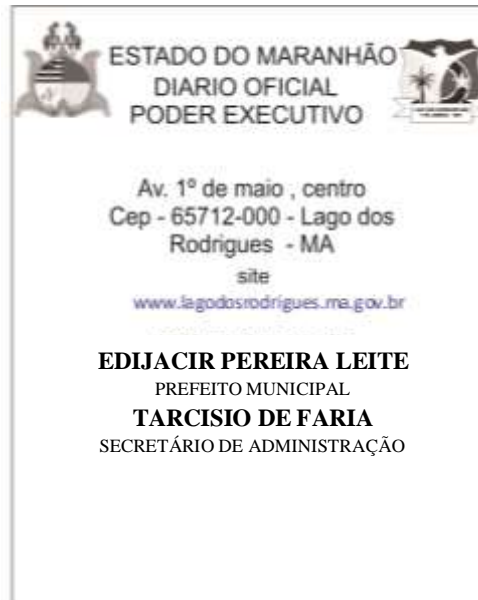 ESTADO DO MARANHÃO
DIARIO OFICIAL
PODER EXECUTIVO
Av. 1º de maio , centro
Cep - 65712-000 - Lago dos
Rodrigues - MA
site
www.lagodosrodrigues.ma.gov.br
EDIJACIR PEREIRA LEITE
PREFEITO MUNICIPAL
TARCISIO DE FARIA
SECRETÁRIO DE ADMINISTRAÇÃO